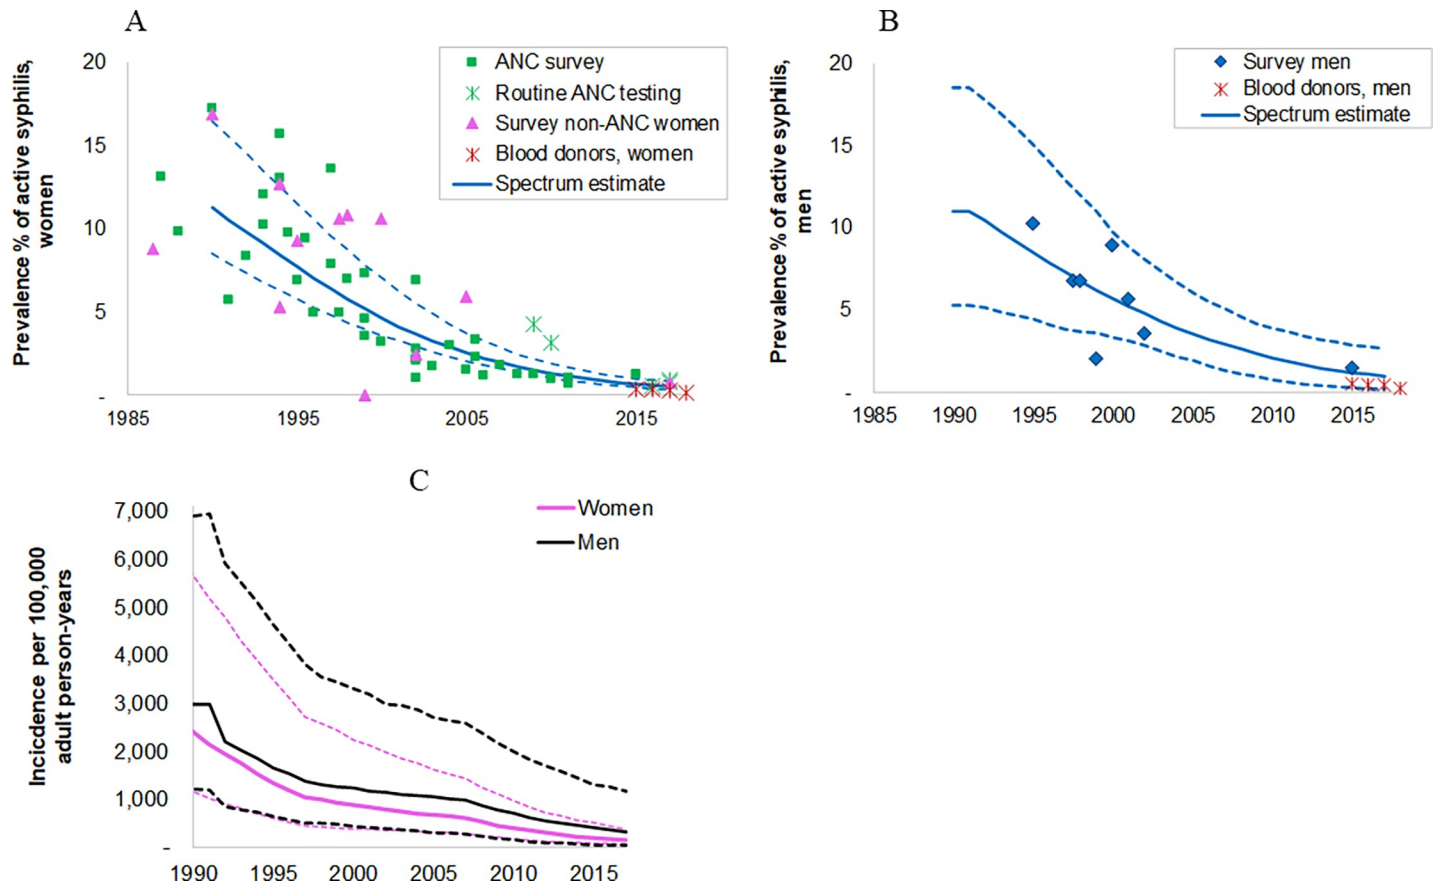 A
Prevalence % of active syphilis,
women
20
15
10
5
-
1985
1995
2005
2015
ANC survey
Routine ANC testing
Survey non-ANC women
Blood donors, women
Spectrum estimate
B
Prevalence % of active syphilis,
men
20
15
10
5
-
1985
1990
1995
2000
2005
2010
2015
Survey men
Blood donors, men
Spectrum estimate
C
Incicdence per 100,000
adult person-years
7,000
6,000
5,000
4,000
3,000
2,000
1,000
-
1990
1995
2000
2005
2010
2015
Women
Men